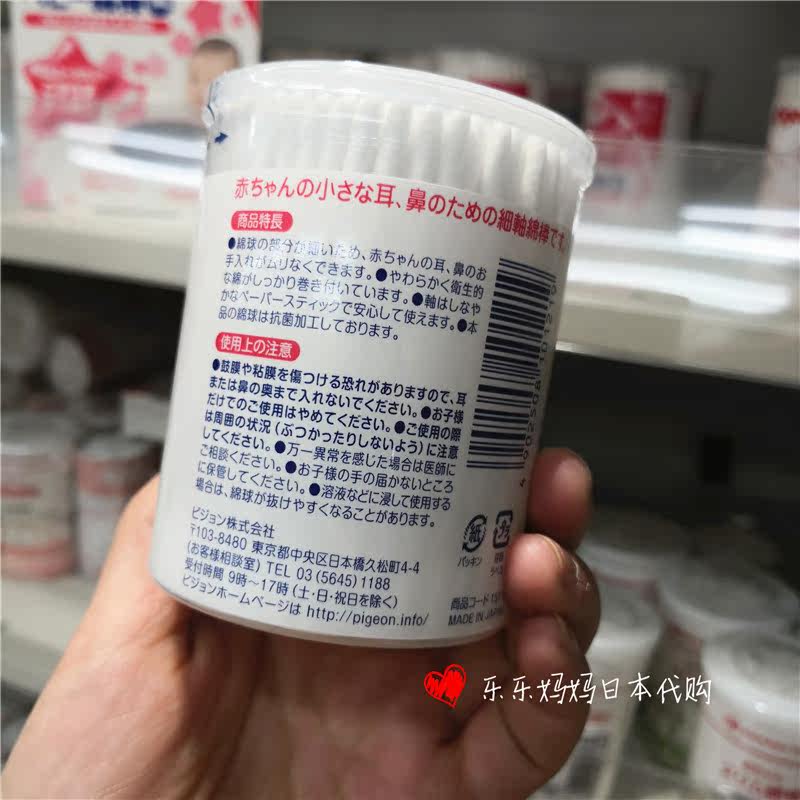 赤ちゃんの小さな耳、鼻のための細軸綿棒です。
商品特長
●綿球の部分が細いため、赤ちゃんの耳、鼻のお
手入れがムリなくできます。●やわらかく衛生的
な綿がしっかり巻き付いています。●軸はしなや
かなペーパースティックで安心して使えます。●本
品の綿球は抗菌加工しております。
使用上の注意
●鼓膜や粘膜を傷つける恐れがありますので、耳
または鼻の奥まで入れないでください。●お子様
だけでのご使用はやめてください。●ご使用の際
は周囲の状況(ぶつかったりしないよう)に注意
してください。●万一異常を感じた場合は医師に
ご相談ください。●お子様の手の届かないところ
に保管してください。●溶液などに浸して使用する
場合は、綿球が抜けやすくなることがあります。
ピジョン株式会社
〒103-8480 東京都中央区日本橋久松町4-4
(お客様相談室) TEL 03(5645)1188
受付時間 9時〜17時(土・日・祝日を除く)
ピジョンホームページは http://pigeon.info/
4 902508 101219
紙
パッキン
商品コード
MADE IN JAPAN
乐乐妈妈日本代购